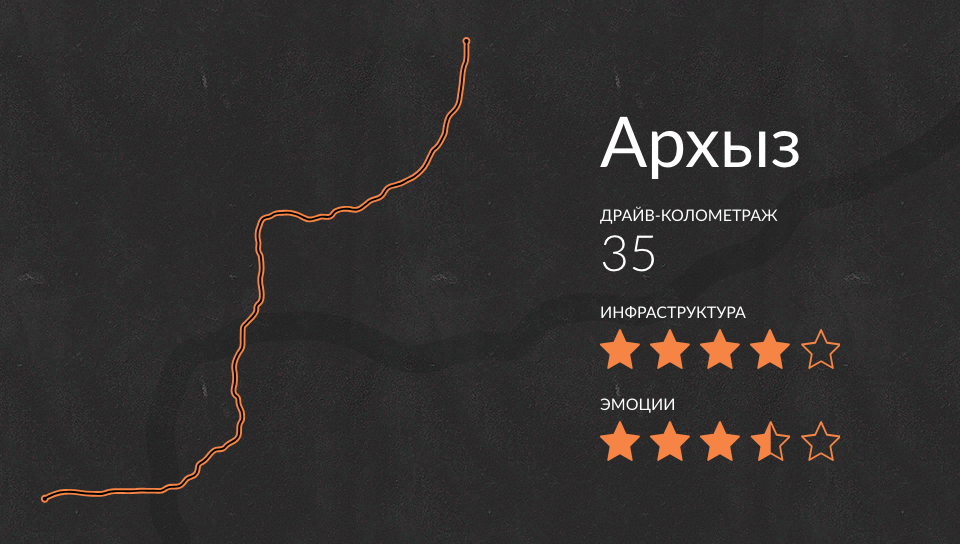 Архыз
ДРАЙВ-КОЛОМЕТРАЖ
35
ИНФРАСТРУКТУРА
ЭМОЦИИ